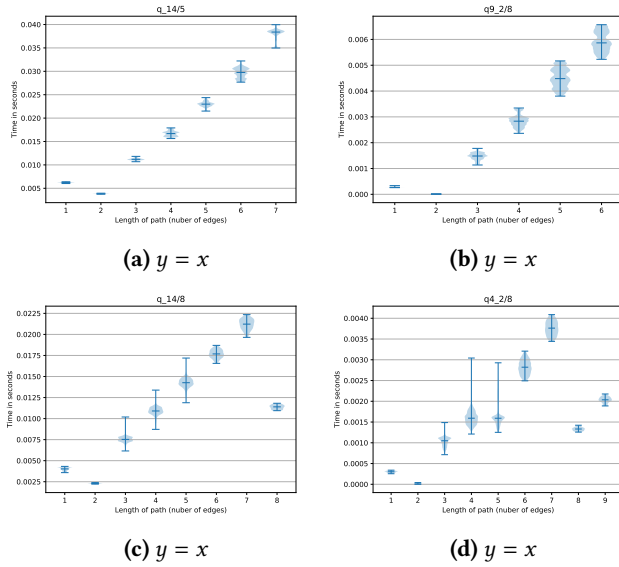 q_14/5
0.040
0.035
0.030
0.025
0.020
0.015
0.010
0.005
Time in seconds
1 2 3 4 5 6 7
Length of path (nuber of edges)
(a) y = x
q9_2/8
0.006
0.005
0.004
0.003
0.002
0.001
0.000
Time in seconds
1 2 3 4 5 6
Length of path (nuber of edges)
(b) y = x
q_14/8
0.0225
0.0200
0.0175
0.0150
0.0125
0.0100
0.0075
0.0050
0.0025
Time in seconds
1 2 3 4 5 6 7 8
Length of path (nuber of edges)
(c) y = x
q4_2/8
0.0040
0.0035
0.0030
0.0025
0.0020
0.0015
0.0010
0.0005
0.0000
Time in seconds
1 2 3 4 5 6 7 8 9
Length of path (nuber of edges)
(d) y = x